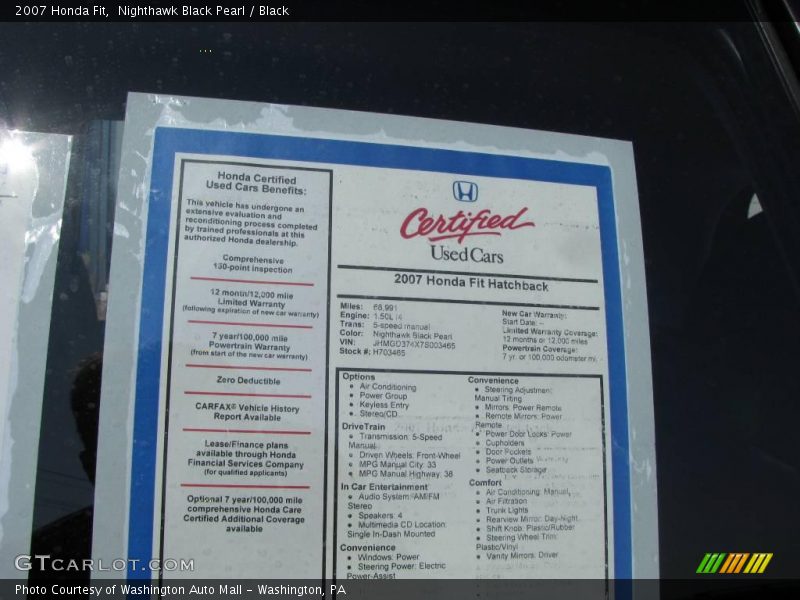 2007 Honda Fit,  Nighthawk Black Pearl / Black
Honda Certified
Used Cars Benefits:
This vehicle has undergone an
extensive evaluation and
reconditioning process completed
by trained professionals at this
authorized Honda dealership.
Comprehensive
150-point inspection
12 month/12,000 mile
Limited Warranty
(following expiration of new car warranty)
7 year/100,000 mile
Powertrain Warranty
(from start of the new car warranty)
Zero Deductible
CARFAX® Vehicle History
Report Available
Lease/Finance plans
available through Honda
Financial Services Company
(for qualified applicants)
Optional 7 year/100,000 mile
comprehensive Honda Care
Certified Additional Coverage
available
Certified
Used Cars
2007 Honda Fit Hatchback
Miles: 68,991
Engine: 1.50L I4
Trans: 5-speed manual
Color: Nighthawk Black Pearl
VIN: JHMGD374X7S003465
Stock #: H703465
New Car Warranty:
Start Date: --
Limited Warranty Coverage:
12 months or 12,000 miles
Powertrain Coverage:
7 yr. or 100,000 odometer mi.
Options
• Air Conditioning
• Power Group
• Keyless Entry
• Stereo/CD
DriveTrain
• Transmission: 5-Speed
Manual
• Driven Wheels: Front-Wheel
• MPG Manual City: 33
• MPG Manual Highway: 38
In Car Entertainment
• Audio System: AM/FM
Stereo
• Speakers: 4
• Multimedia CD Location:
Single In-Dash Mounted
Convenience
• Windows: Power
• Steering Power: Electric
Power-Assist
Convenience
• Steering Adjustment:
Manual Tilting
• Mirrors: Power Remote
• Remote Mirrors: Power
Remote
• Power Door Locks: Power
• Cupholders
• Door Pockets
• Power Outlets
• Seatback Storage
Comfort
• Air Conditioning: Manual,
• Air Filtration
• Trunk Lights
• Rearview Mirror: Day-Night
• Shift Knob: Plastic/Rubber
• Steering Wheel Trim:
Plastic/Vinyl
• Vanity Mirrors: Driver
GTcarlot.com
Photo Courtesy of Washington Auto Mall – Washington, PA